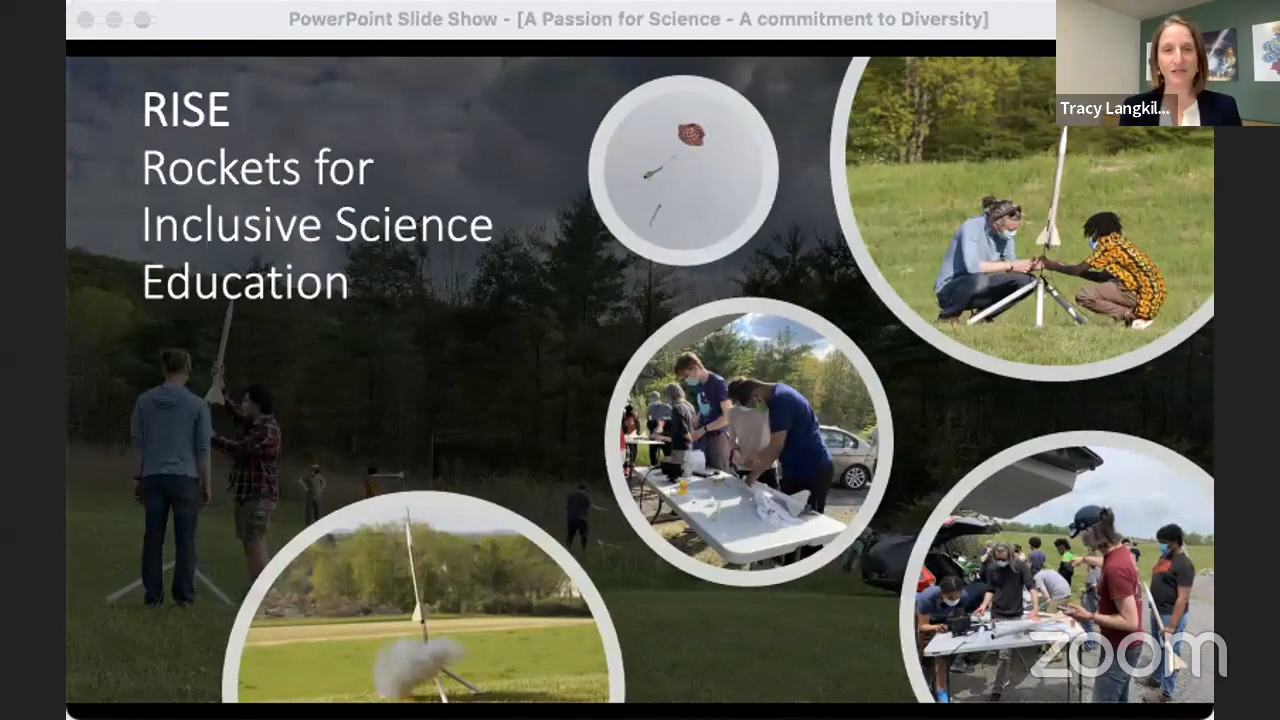 PowerPoint Slide Show - [A Passion for Science - A commitment to Diversity]
Tracy Langkil...
RISE
Rockets for
Inclusive Science
Education
zoom